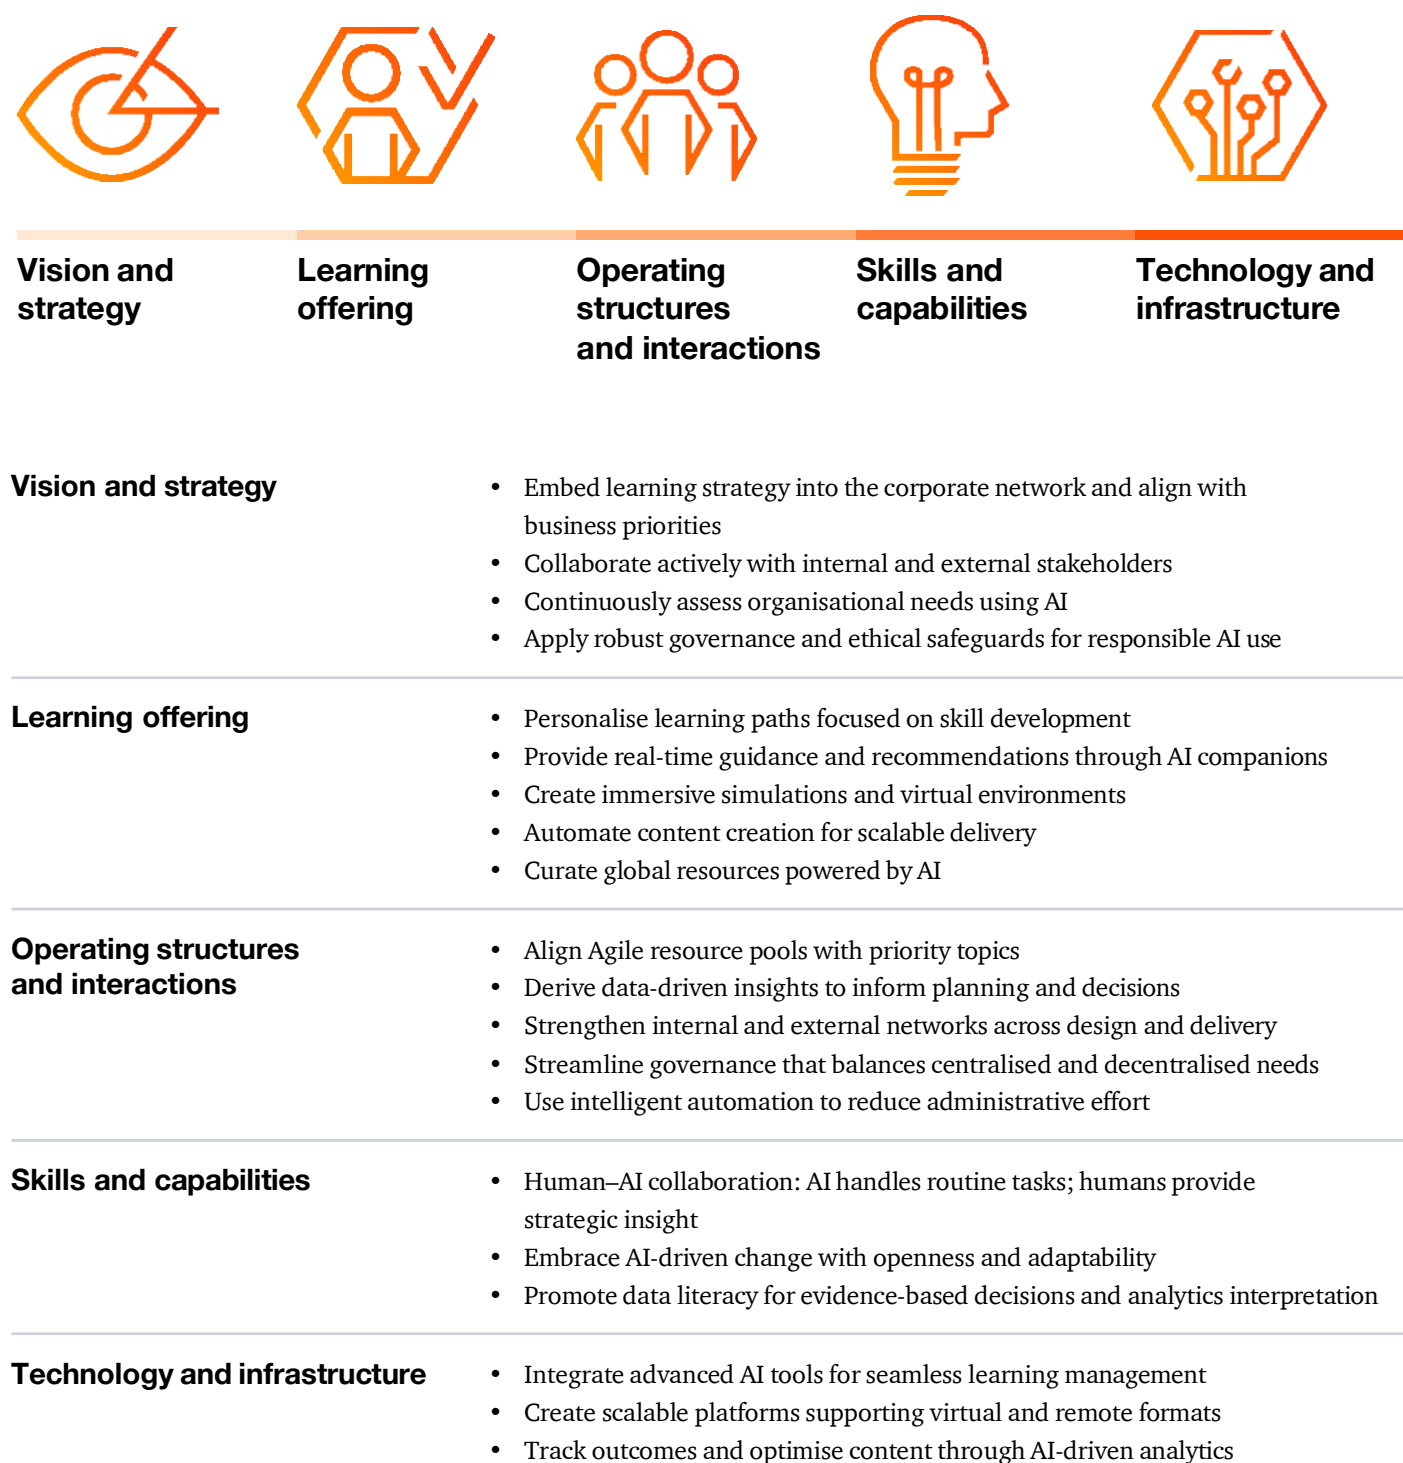 Vision and
strategy
Learning
offering
Operating
structures
and interactions
Skills and
capabilities
Technology and
infrastructure
Vision and strategy
• Embed learning strategy into the corporate network and align with
business priorities
• Collaborate actively with internal and external stakeholders
• Continuously assess organisational needs using AI
• Apply robust governance and ethical safeguards for responsible AI use
Learning offering
• Personalise learning paths focused on skill development
• Provide real-time guidance and recommendations through AI companions
• Create immersive simulations and virtual environments
• Automate content creation for scalable delivery
• Curate global resources powered by AI
Operating structures
and interactions
• Align Agile resource pools with priority topics
• Derive data-driven insights to inform planning and decisions
• Strengthen internal and external networks across design and delivery
• Streamline governance that balances centralised and decentralised needs
• Use intelligent automation to reduce administrative effort
Skills and capabilities
• Human–AI collaboration: AI handles routine tasks; humans provide
strategic insight
• Embrace AI-driven change with openness and adaptability
• Promote data literacy for evidence-based decisions and analytics interpretation
Technology and infrastructure
• Integrate advanced AI tools for seamless learning management
• Create scalable platforms supporting virtual and remote formats
• Track outcomes and optimise content through AI-driven analytics